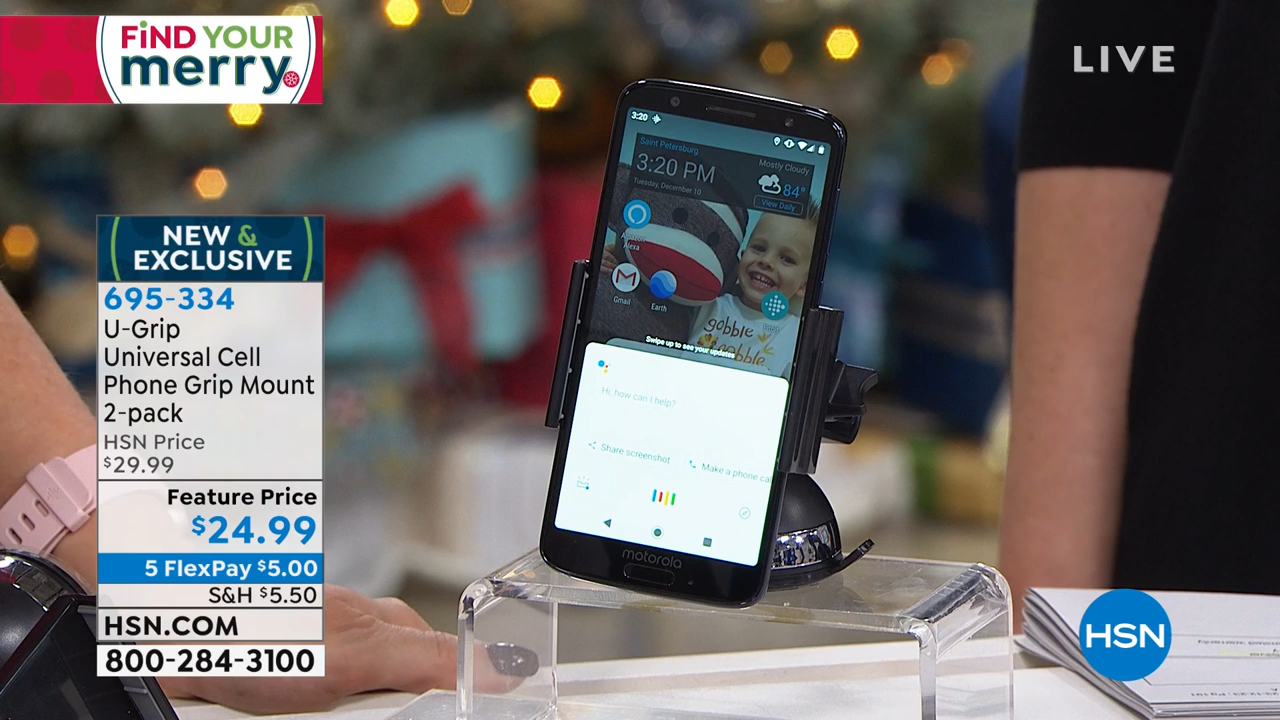 FiND YOUR
merry
LIVE
NEW &
EXCLUSIVE
695-334
U-Grip
Universal Cell
Phone Grip Mount
2-pack
HSN Price
$29.99
Feature Price
$24.99
5 FlexPay $5.00
S&H $5.50
HSN.COM
800-284-3100
3:20
Saint Petersburg
3:20 PM
Tuesday, December 10
Mostly Cloudy
84°
View Daily
Alexa
Gmail
Earth
gobble
gobble
Swipe up to see your updates
Hi, how can I help?
Share screenshot
Make a phone ca
motorola
HSN